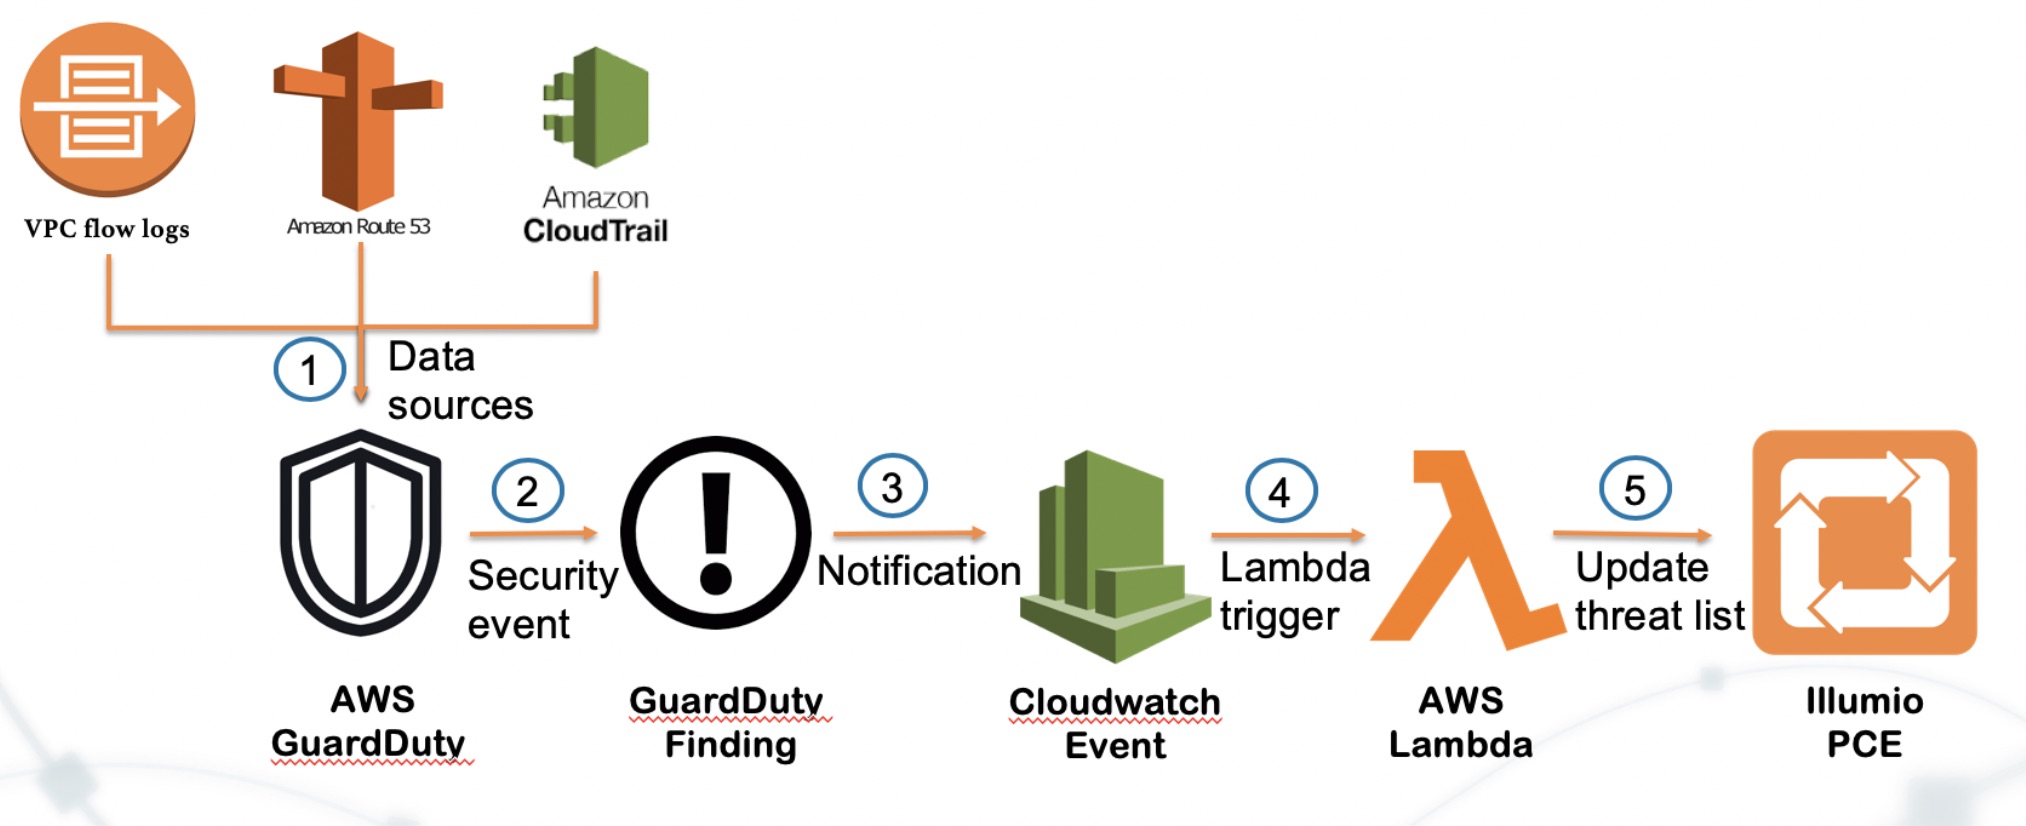 VPC flow logs
Amazon Route 53
Amazon
CloudTrail
1
Data
sources
2
Security
event
3
Notification
4
Lambda
trigger
5
Update
threat list
AWS
GuardDuty
GuardDuty
Finding
Cloudwatch
Event
AWS
Lambda
Illumio
PCE